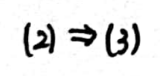 (2) ⇒ (3)